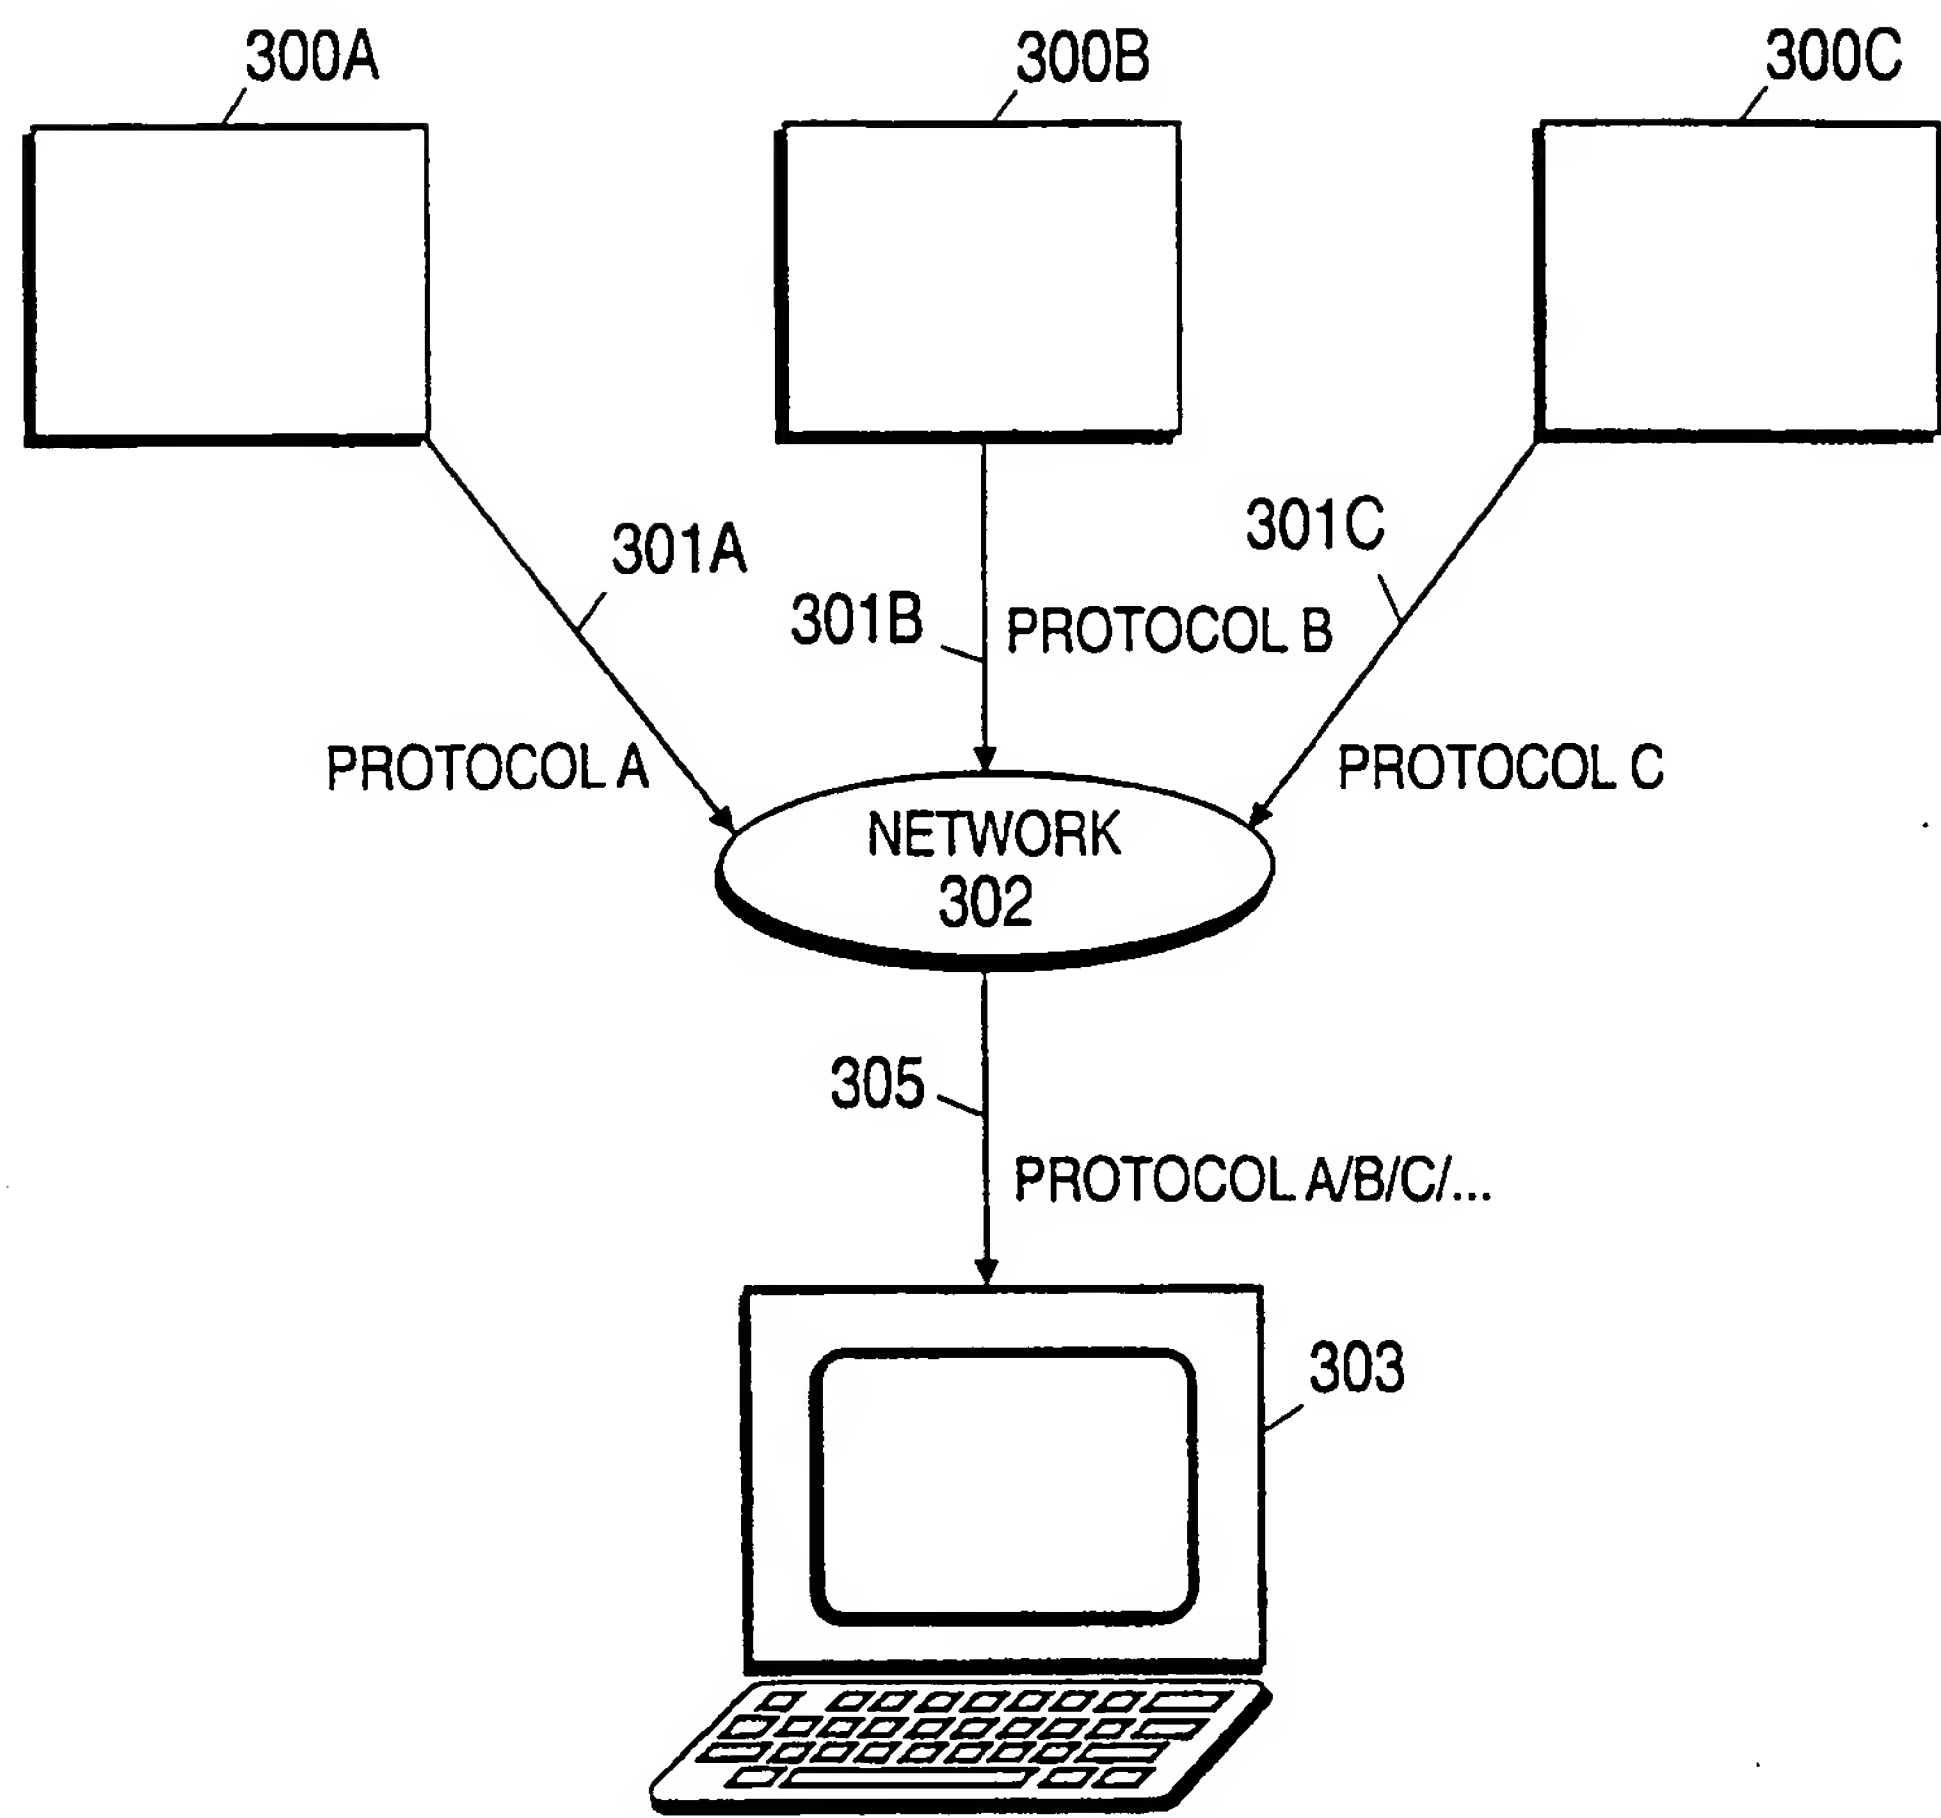 300A
300B
300C
301A
301C
301B
PROTOCOL B
PROTOCOL A
PROTOCOL C
NETWORK
302
305
PROTOCOL A/B/C/...
303